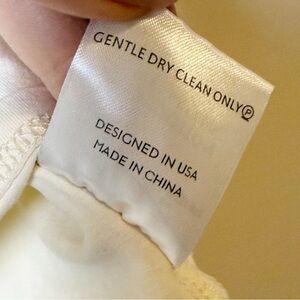 GENTLE DRY CLEAN ONLY Ⓟ
DESIGNED IN USA
MADE IN CHINA